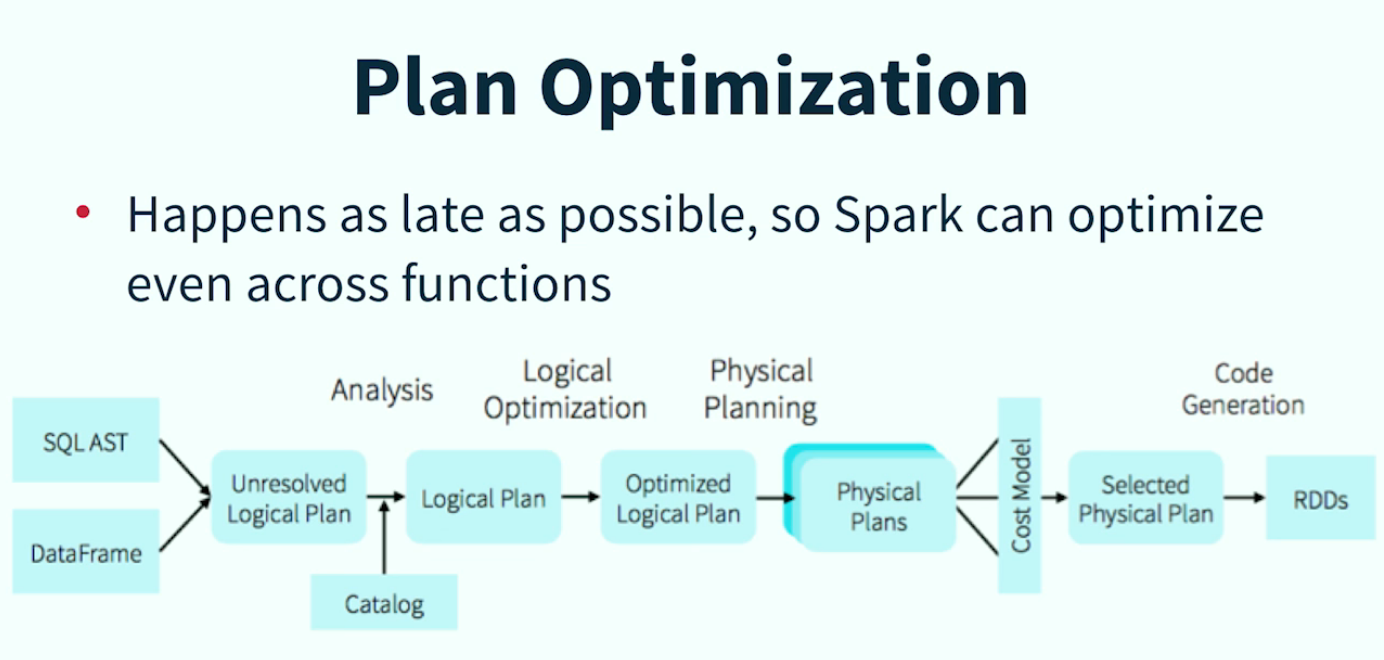 Plan Optimization
• Happens as late as possible, so Spark can optimize
even across functions
Analysis
Logical
Optimization
Physical
Planning
Code
Generation
SQL AST
DataFrame
Unresolved
Logical Plan
Catalog
Logical Plan
Optimized
Logical Plan
Physical
Plans
Cost Model
Selected
Physical Plan
RDDs